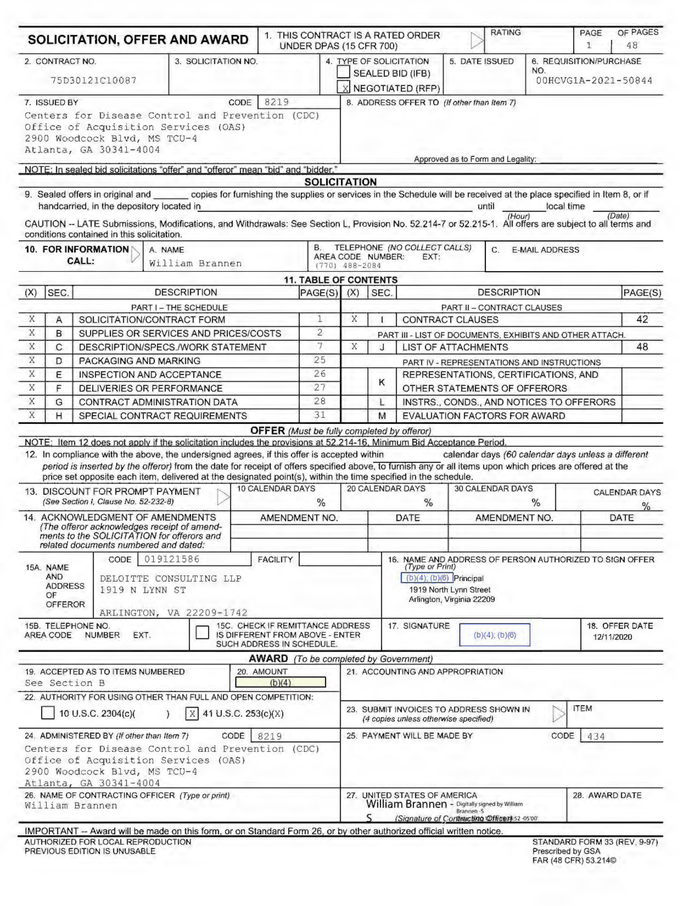 SOLICITATION, OFFER AND AWARD
1. THIS CONTRACT IS A RATED ORDER
UNDER DPAS (15 CFR 700)
RATING
PAGE OF PAGES
1 48
2. CONTRACT NO.
75D30121C10087
3. SOLICITATION NO.
4. TYPE OF SOLICITATION
SEALED BID (IFB)
X NEGOTIATED (RFP)
5. DATE ISSUED
6. REQUISITION/PURCHASE
NO.
00HCVG1A-2021-50844
7. ISSUED BY CODE 8219
Centers for Disease Control and Prevention (CDC)
Office of Acquisition Services (OAS)
2900 Woodcock Blvd, MS TCU-4
Atlanta, GA 30341-4004
8. ADDRESS OFFER TO (If other than Item 7)
Approved as to Form and Legality:
NOTE: In sealed bid solicitations "offer" and "offeror" mean "bid" and "bidder."
SOLICITATION
9. Sealed offers in original and ______ copies for furnishing the supplies or services in the Schedule will be received at the place specified in Item 8, or if
handcarried, in the depository located in until local time
(Hour) (Date)
CAUTION -- LATE Submissions, Modifications, and Withdrawals: See Section L, Provision No. 52.214-7 or 52.215-1. All offers are subject to all terms and
conditions contained in this solicitation.
10. FOR INFORMATION
CALL:
A. NAME
William Brannen
B. TELEPHONE (NO COLLECT CALLS)
AREA CODE NUMBER: EXT:
(770) 488-2084
C. E-MAIL ADDRESS
11. TABLE OF CONTENTS
(X) SEC. DESCRIPTION PAGE(S) (X) SEC. DESCRIPTION PAGE(S)
PART I – THE SCHEDULE PART II – CONTRACT CLAUSES
X A SOLICITATION/CONTRACT FORM 1 X I CONTRACT CLAUSES 42
X B SUPPLIES OR SERVICES AND PRICES/COSTS 2 PART III - LIST OF DOCUMENTS, EXHIBITS AND OTHER ATTACH.
X C DESCRIPTION/SPECS./WORK STATEMENT 7 X J LIST OF ATTACHMENTS 48
X D PACKAGING AND MARKING 25 PART IV - REPRESENTATIONS AND INSTRUCTIONS
X E INSPECTION AND ACCEPTANCE 26 K REPRESENTATIONS, CERTIFICATIONS, AND
X F DELIVERIES OR PERFORMANCE 27 OTHER STATEMENTS OF OFFERORS
X G CONTRACT ADMINISTRATION DATA 28 L INSTRS., CONDS., AND NOTICES TO OFFERORS
X H SPECIAL CONTRACT REQUIREMENTS 31 M EVALUATION FACTORS FOR AWARD
OFFER (Must be fully completed by offeror)
NOTE: Item 12 does not apply if the solicitation includes the provisions at 52.214-16, Minimum Bid Acceptance Period.
12. In compliance with the above, the undersigned agrees, if this offer is accepted within calendar days (60 calendar days unless a different
period is inserted by the offeror) from the date for receipt of offers specified above, to furnish any or all items upon which prices are offered at the
price set opposite each item, delivered at the designated point(s), within the time specified in the schedule.
13. DISCOUNT FOR PROMPT PAYMENT
(See Section I, Clause No. 52-232-8)
10 CALENDAR DAYS
%
20 CALENDAR DAYS
%
30 CALENDAR DAYS
%
CALENDAR DAYS
%
14. ACKNOWLEDGMENT OF AMENDMENTS
(The offeror acknowledges receipt of amend-
ments to the SOLICITATION for offerors and
related documents numbered and dated:
AMENDMENT NO. DATE AMENDMENT NO. DATE
15A. NAME
AND
ADDRESS
OF
OFFEROR
CODE 019121586 FACILITY
DELOITTE CONSULTING LLP
1919 N LYNN ST
ARLINGTON, VA 22209-1742
16. NAME AND ADDRESS OF PERSON AUTHORIZED TO SIGN OFFER
(Type or Print)
(b)(4); (b)(6) Principal
1919 North Lynn Street
Arlington, Virginia 22209
15B. TELEPHONE NO.
AREA CODE NUMBER EXT.
15C. CHECK IF REMITTANCE ADDRESS
IS DIFFERENT FROM ABOVE - ENTER
SUCH ADDRESS IN SCHEDULE.
17. SIGNATURE
(b)(4); (b)(6)
18. OFFER DATE
12/11/2020
AWARD (To be completed by Government)
19. ACCEPTED AS TO ITEMS NUMBERED
See Section B
20. AMOUNT
(b)(4)
21. ACCOUNTING AND APPROPRIATION
22. AUTHORITY FOR USING OTHER THAN FULL AND OPEN COMPETITION:
10 U.S.C. 2304(c)( ) X 41 U.S.C. 253(c)(X)
23. SUBMIT INVOICES TO ADDRESS SHOWN IN
(4 copies unless otherwise specified)
ITEM
24. ADMINISTERED BY (If other than Item 7) CODE 8219
Centers for Disease Control and Prevention (CDC)
Office of Acquisition Services (OAS)
2900 Woodcock Blvd, MS TCU-4
Atlanta, GA 30341-4004
25. PAYMENT WILL BE MADE BY CODE 434
26. NAME OF CONTRACTING OFFICER (Type or print)
William Brannen
27. UNITED STATES OF AMERICA
William Brannen - Digitally signed by William
Brannen -S
S (Signature of Contracting Officer)
28. AWARD DATE
IMPORTANT -- Award will be made on this form, or on Standard Form 26, or by other authorized official written notice.
AUTHORIZED FOR LOCAL REPRODUCTION
PREVIOUS EDITION IS UNUSABLE
STANDARD FORM 33 (REV. 9-97)
Prescribed by GSA
FAR (48 CFR) 53.214©